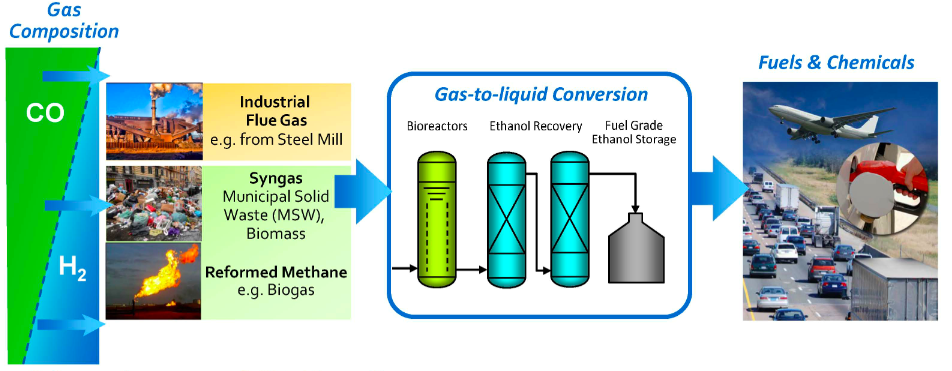 Gas
Composition
CO
H₂
Industrial
Flue Gas
e.g. from Steel Mill
Syngas
Municipal Solid
Waste (MSW),
Biomass
Reformed Methane
e.g. Biogas
Gas-to-liquid Conversion
Bioreactors
Ethanol Recovery
Fuel Grade
Ethanol Storage
Fuels & Chemicals